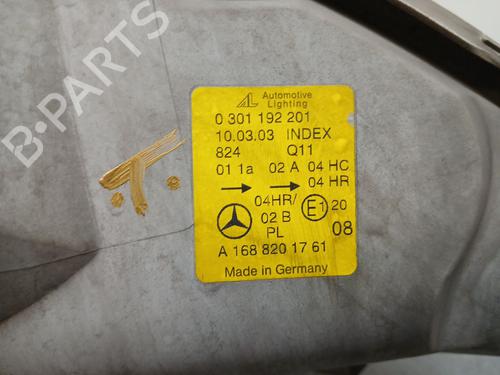 B-PARTS
AL Automotive
Lighting
0 301 192 201
10.03.03 INDEX
824 Q11
01 1a 02 A 04 HC
→ → 04 HR
04HR/ E1 20
02 B
PL 08
A 168 820 17 61
Made in Germany